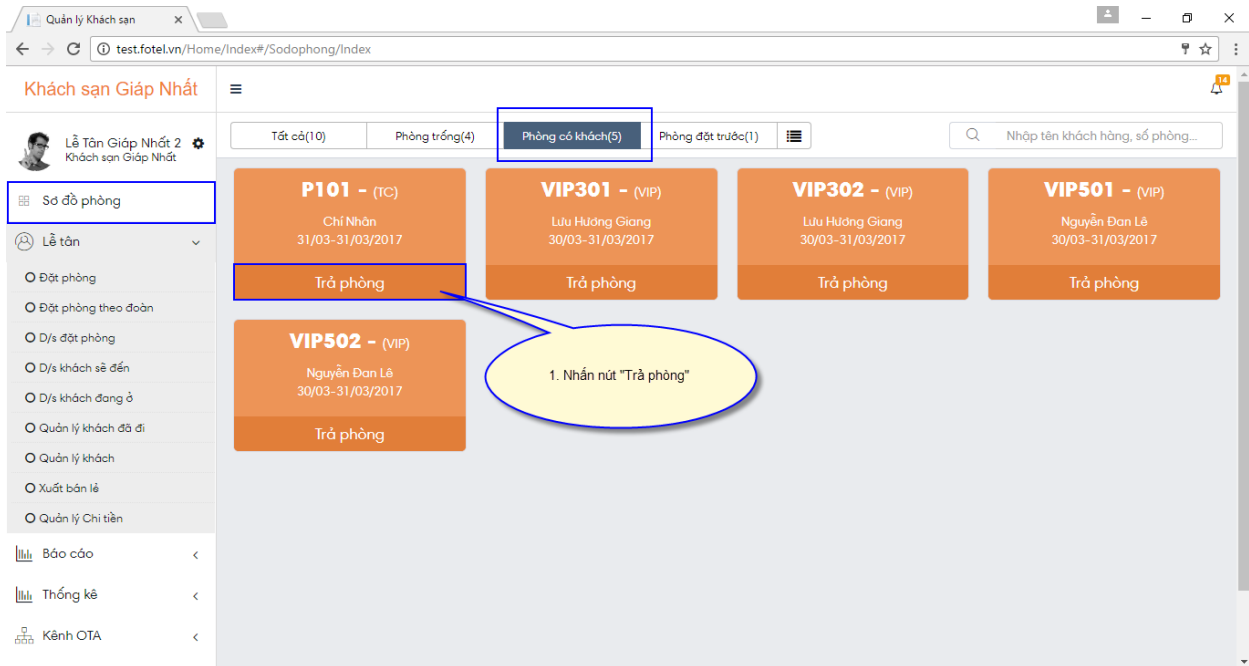 Quản lý Khách sạn
test.fotel.vn/Home/Index#/Sodophong/Index
Khách sạn Giáp Nhất
14
Lễ Tân Giáp Nhất 2
Khách sạn Giáp Nhất
Tất cả(10)
Phòng trống(4)
Phòng có khách(5)
Phòng đặt trước(1)
Nhập tên khách hàng, số phòng...
Sơ đồ phòng
Lễ tân
Đặt phòng
Đặt phòng theo đoàn
D/s đặt phòng
D/s khách sẽ đến
D/s khách đang ở
Quản lý khách đã đi
Quản lý khách
Xuất bán lẻ
Quản lý Chi tiền
Báo cáo
Thống kê
Kênh OTA
P101 - (TC)
Chí Nhân
31/03-31/03/2017
Trả phòng
VIP301 - (VIP)
Lưu Hương Giang
30/03-31/03/2017
Trả phòng
VIP302 - (VIP)
Lưu Hương Giang
30/03-31/03/2017
Trả phòng
VIP501 - (VIP)
Nguyễn Đan Lê
30/03-31/03/2017
Trả phòng
VIP502 - (VIP)
Nguyễn Đan Lê
30/03-31/03/2017
Trả phòng
1. Nhấn nút "Trả phòng"